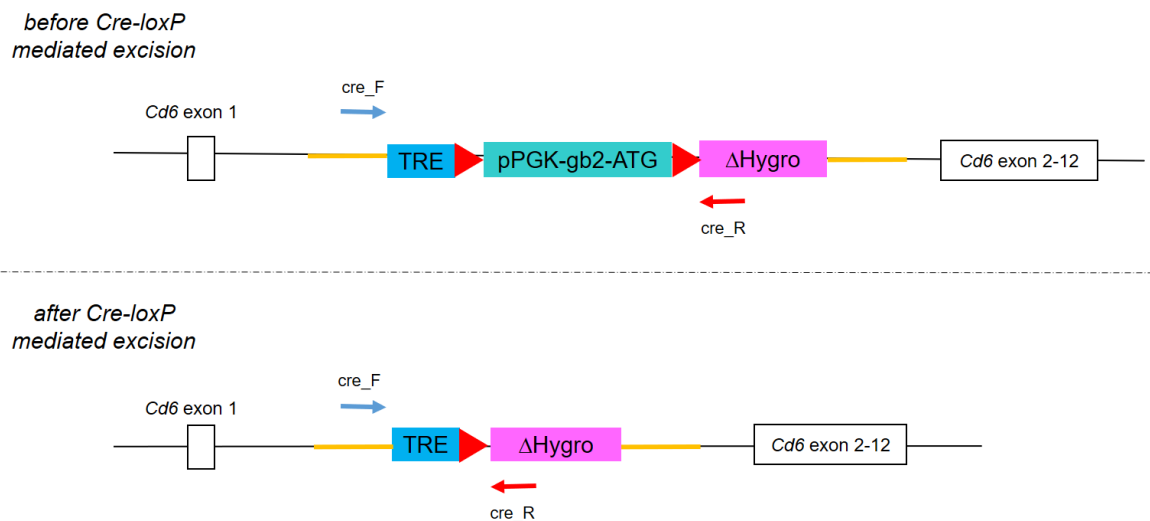 before Cre-loxP
mediated excision
cre_F
Cd6 exon 1
TRE
pPGK-gb2-ATG
ΔHygro
Cd6 exon 2-12
cre_R
after Cre-loxP
mediated excision
cre_F
Cd6 exon 1
TRE
ΔHygro
Cd6 exon 2-12
cre R